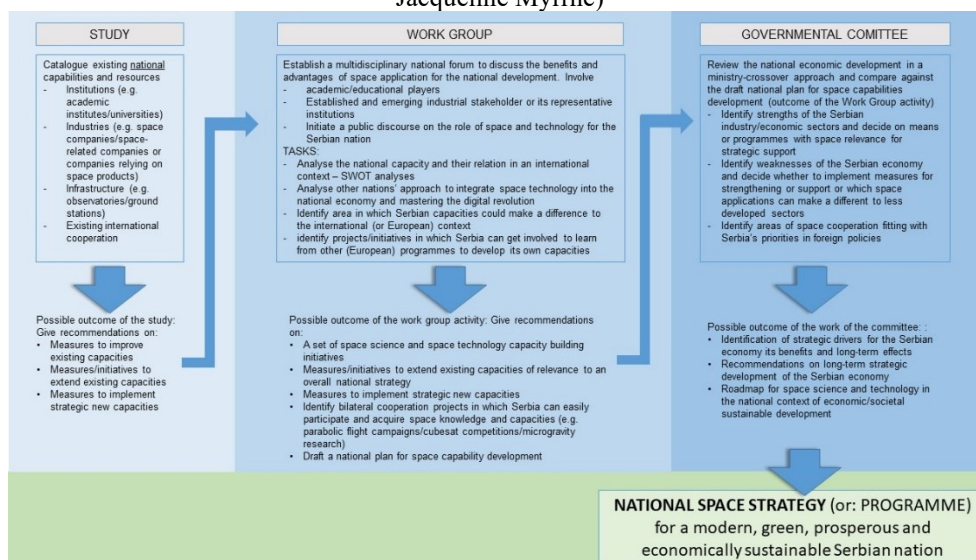 Jacqueline Myrrhe)
STUDY
Catalogue existing national
capabilities and resources
- Institutions (e.g.
academic
institutes/universities)
- Industries (e.g. space
companies/space-
related companies or
companies relying on
space products)
- Infrastructure (e.g.
observatories/ground
stations)
- Existing international
cooperation
Possible outcome of the study:
Give recommendations on:
• Measures to improve
existing capacities
• Measures/initiatives to
extend existing capacities
• Measures to implement
strategic new capacities
WORK GROUP
Establish a multidisciplinary national forum to discuss the benefits and
advantages of space application for the national development. Involve
- academic/educational players
- Established and emerging industrial stakeholder or its representative
institutions
- Initiate a public discourse on the role of space and technology for the
Serbian nation
TASKS:
- Analyse the national capacity and their relation in an international
context – SWOT analyses
- Analyse other nations' approach to integrate space technology into the
national economy and mastering the digital revolution
- Identify area in which Serbian capacities could make a difference to
the international (or European) context
- identify projects/initiatives in which Serbia can get involved to learn
from other (European) programmes to develop its own capacities
Possible outcome of the work group activity: Give recommendations
on:
• A set of space science and space technology capacity building
initiatives
• Measures/initiatives to extend existing capacities of relevance to an
overall national strategy
• Measures to implement strategic new capacities
• Identify bilateral cooperation projects in which Serbia can easily
participate and acquire space knowledge and capacities (e.g.
parabolic flight campaigns/cubesat competitions/microgravity
research)
• Draft a national plan for space capability development
GOVERNMENTAL COMITTEE
Review the national economic development in a
ministry-crossover approach and compare against
the draft national plan for space capabilities
development (outcome of the Work Group activity)
- Identify strengths of the Serbian
industry/economic sectors and decide on means
or programmes with space relevance for
strategic support
- Identify weaknesses of the Serbian economy
and decide whether to implement measures for
strengthening or support or which space
applications can make a different to less
developed sectors
- Identify areas of space cooperation fitting with
Serbia's priorities in foreign policies
Possible outcome of the work of the committee: :
• Identification of strategic drivers for the Serbian
economy its benefits and long-term effects
• Recommendations on long-term strategic
development of the Serbian economy
• Roadmap for space science and technology in
the national context of economic/societal
sustainable development
NATIONAL SPACE STRATEGY (or: PROGRAMME)
for a modern, green, prosperous and
economically sustainable Serbian nation